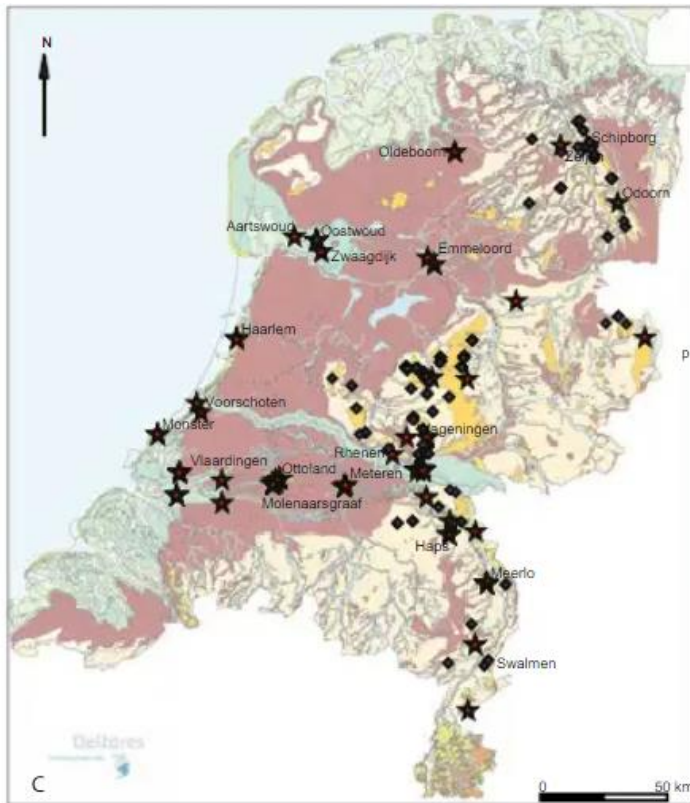 N
Schipborg
Oldeboorn
Odoorn
Aartswoud
Oostwoud
Zwaagdijk
Emmeloord
Haarlem
p
Voorschoten
Monster
Wageningen
Rhenen
Vlaardingen
Ottoland
Meteren
Molenaarsgraaf
Haps
Meerlo
Swalmen
Deltares
C
0
50 km